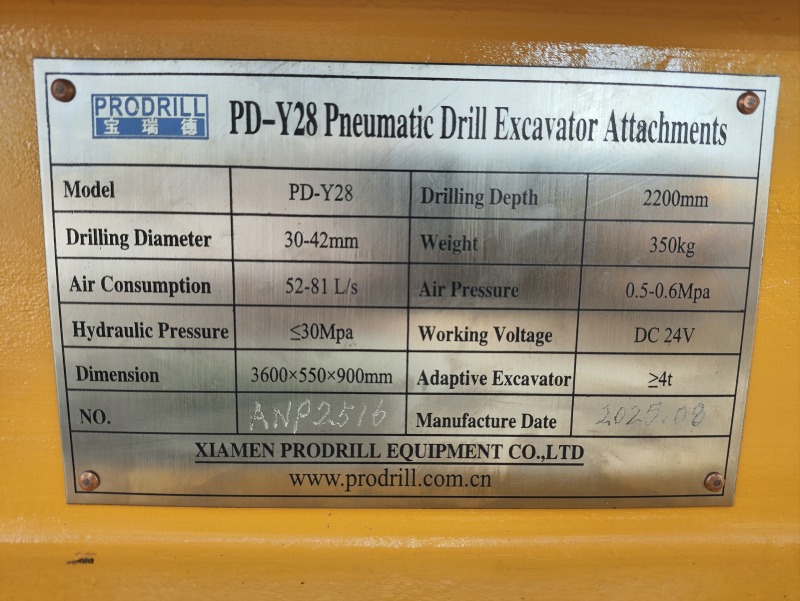 PRODRILL
宝瑞德
PD-Y28 Pneumatic Drill Excavator Attachments
Model PD-Y28 Drilling Depth 2200mm
Drilling Diameter 30-42mm Weight 350kg
Air Consumption 52-81 L/s Air Pressure 0.5-0.6Mpa
Hydraulic Pressure ≤30Mpa Working Voltage DC 24V
Dimension 3600×550×900mm Adaptive Excavator ≥4t
NO. ANP2516 Manufacture Date 2025.08
XIAMEN PRODRILL EQUIPMENT CO.,LTD
www.prodrill.com.cn